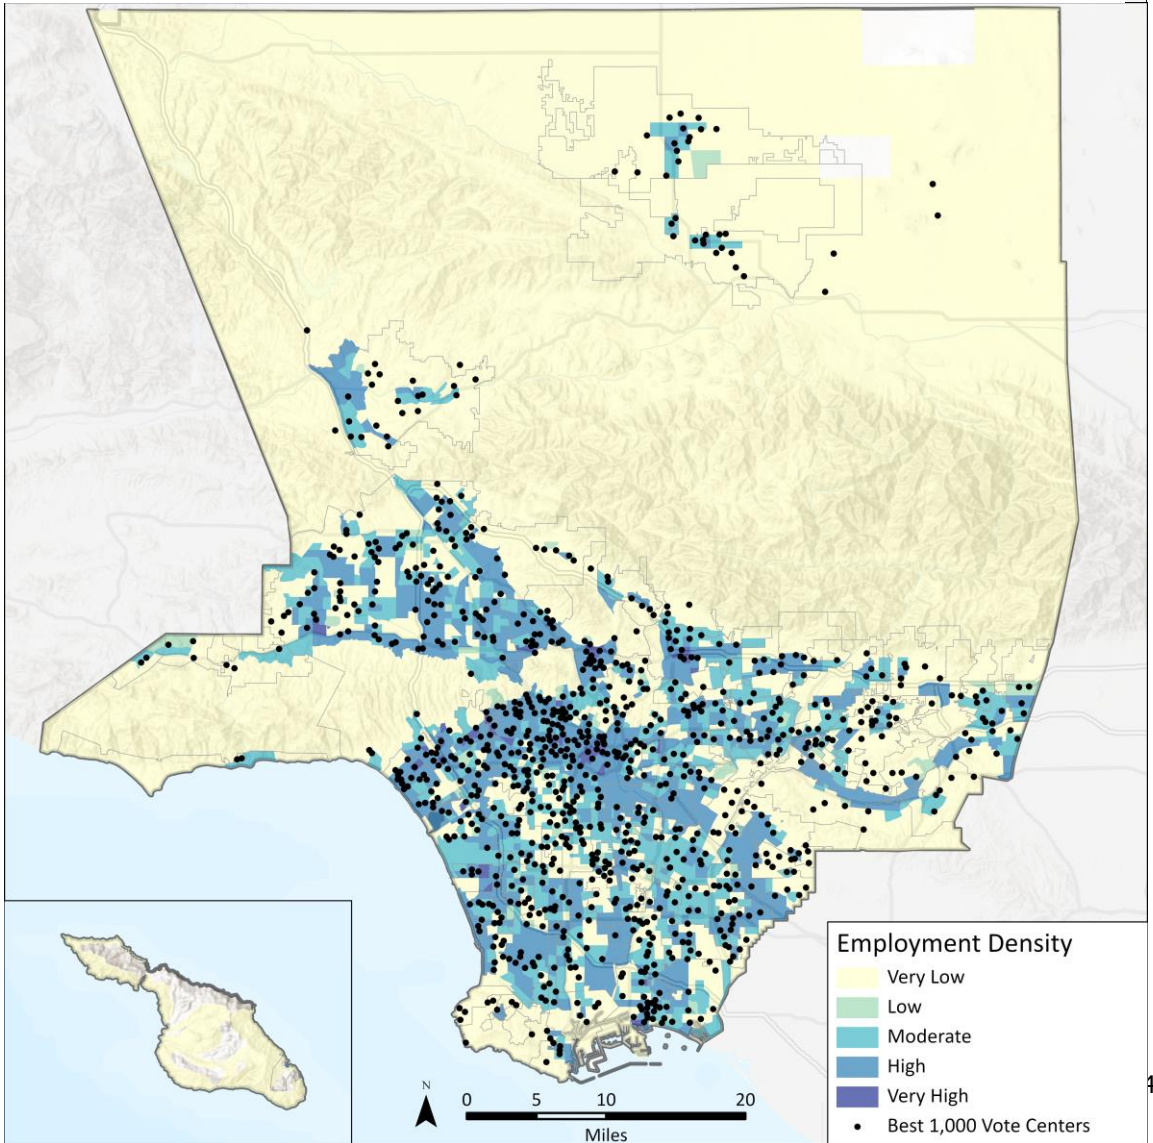 Employment Density
Very Low
Low
Moderate
High
Very High
Best 1,000 Vote Centers
N
0 5 10 20
Miles
4